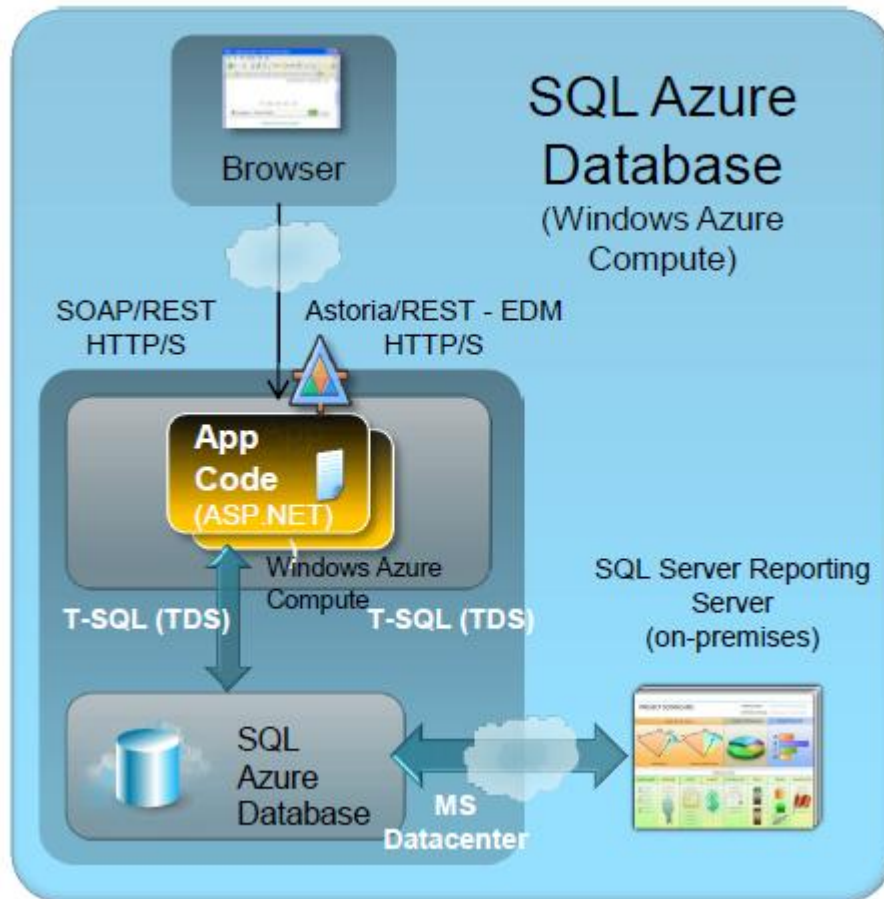 Browser
SQL Azure
Database
(Windows Azure
Compute)
SOAP/REST
HTTP/S
Astoria/REST - EDM
HTTP/S
App
Code
(ASP.NET)
)
Windows Azure
Compute
T-SQL (TDS)
T-SQL (TDS)
SQL Server Reporting
Server
(on-premises)
SQL
Azure
Database
MS
Datacenter